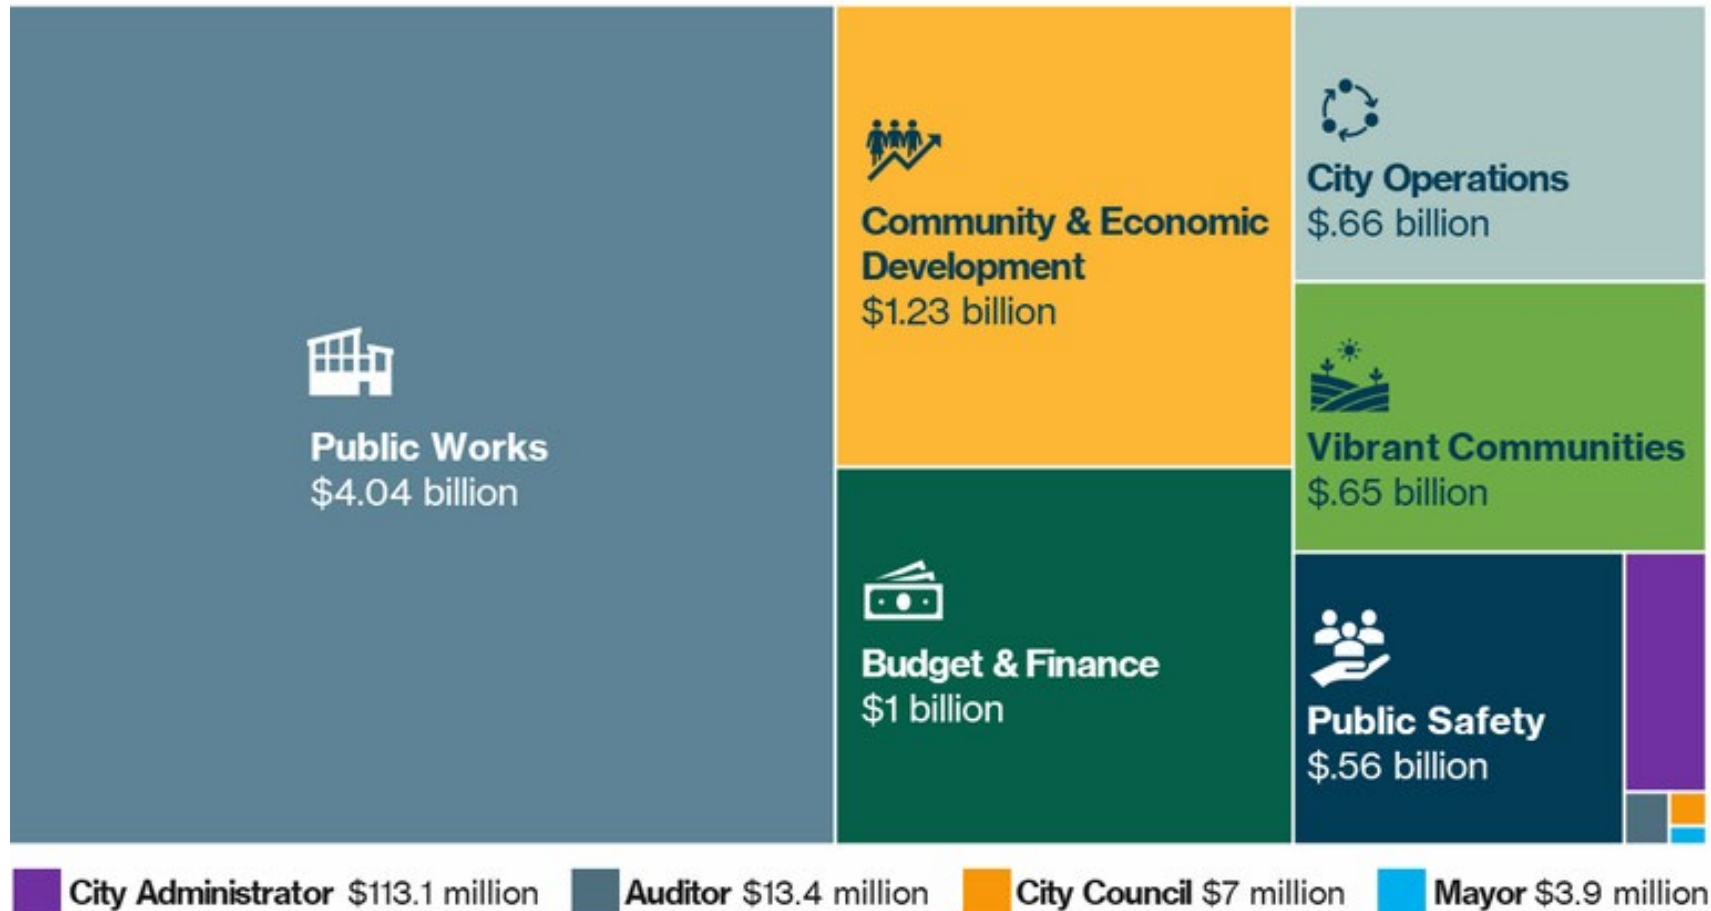 Public Works
$4.04 billion
Community & Economic
Development
$1.23 billion
Budget & Finance
$1 billion
City Operations
$.66 billion
Vibrant Communities
$.65 billion
Public Safety
$.56 billion
City Administrator $113.1 million
Auditor $13.4 million
City Council $7 million
Mayor $3.9 million